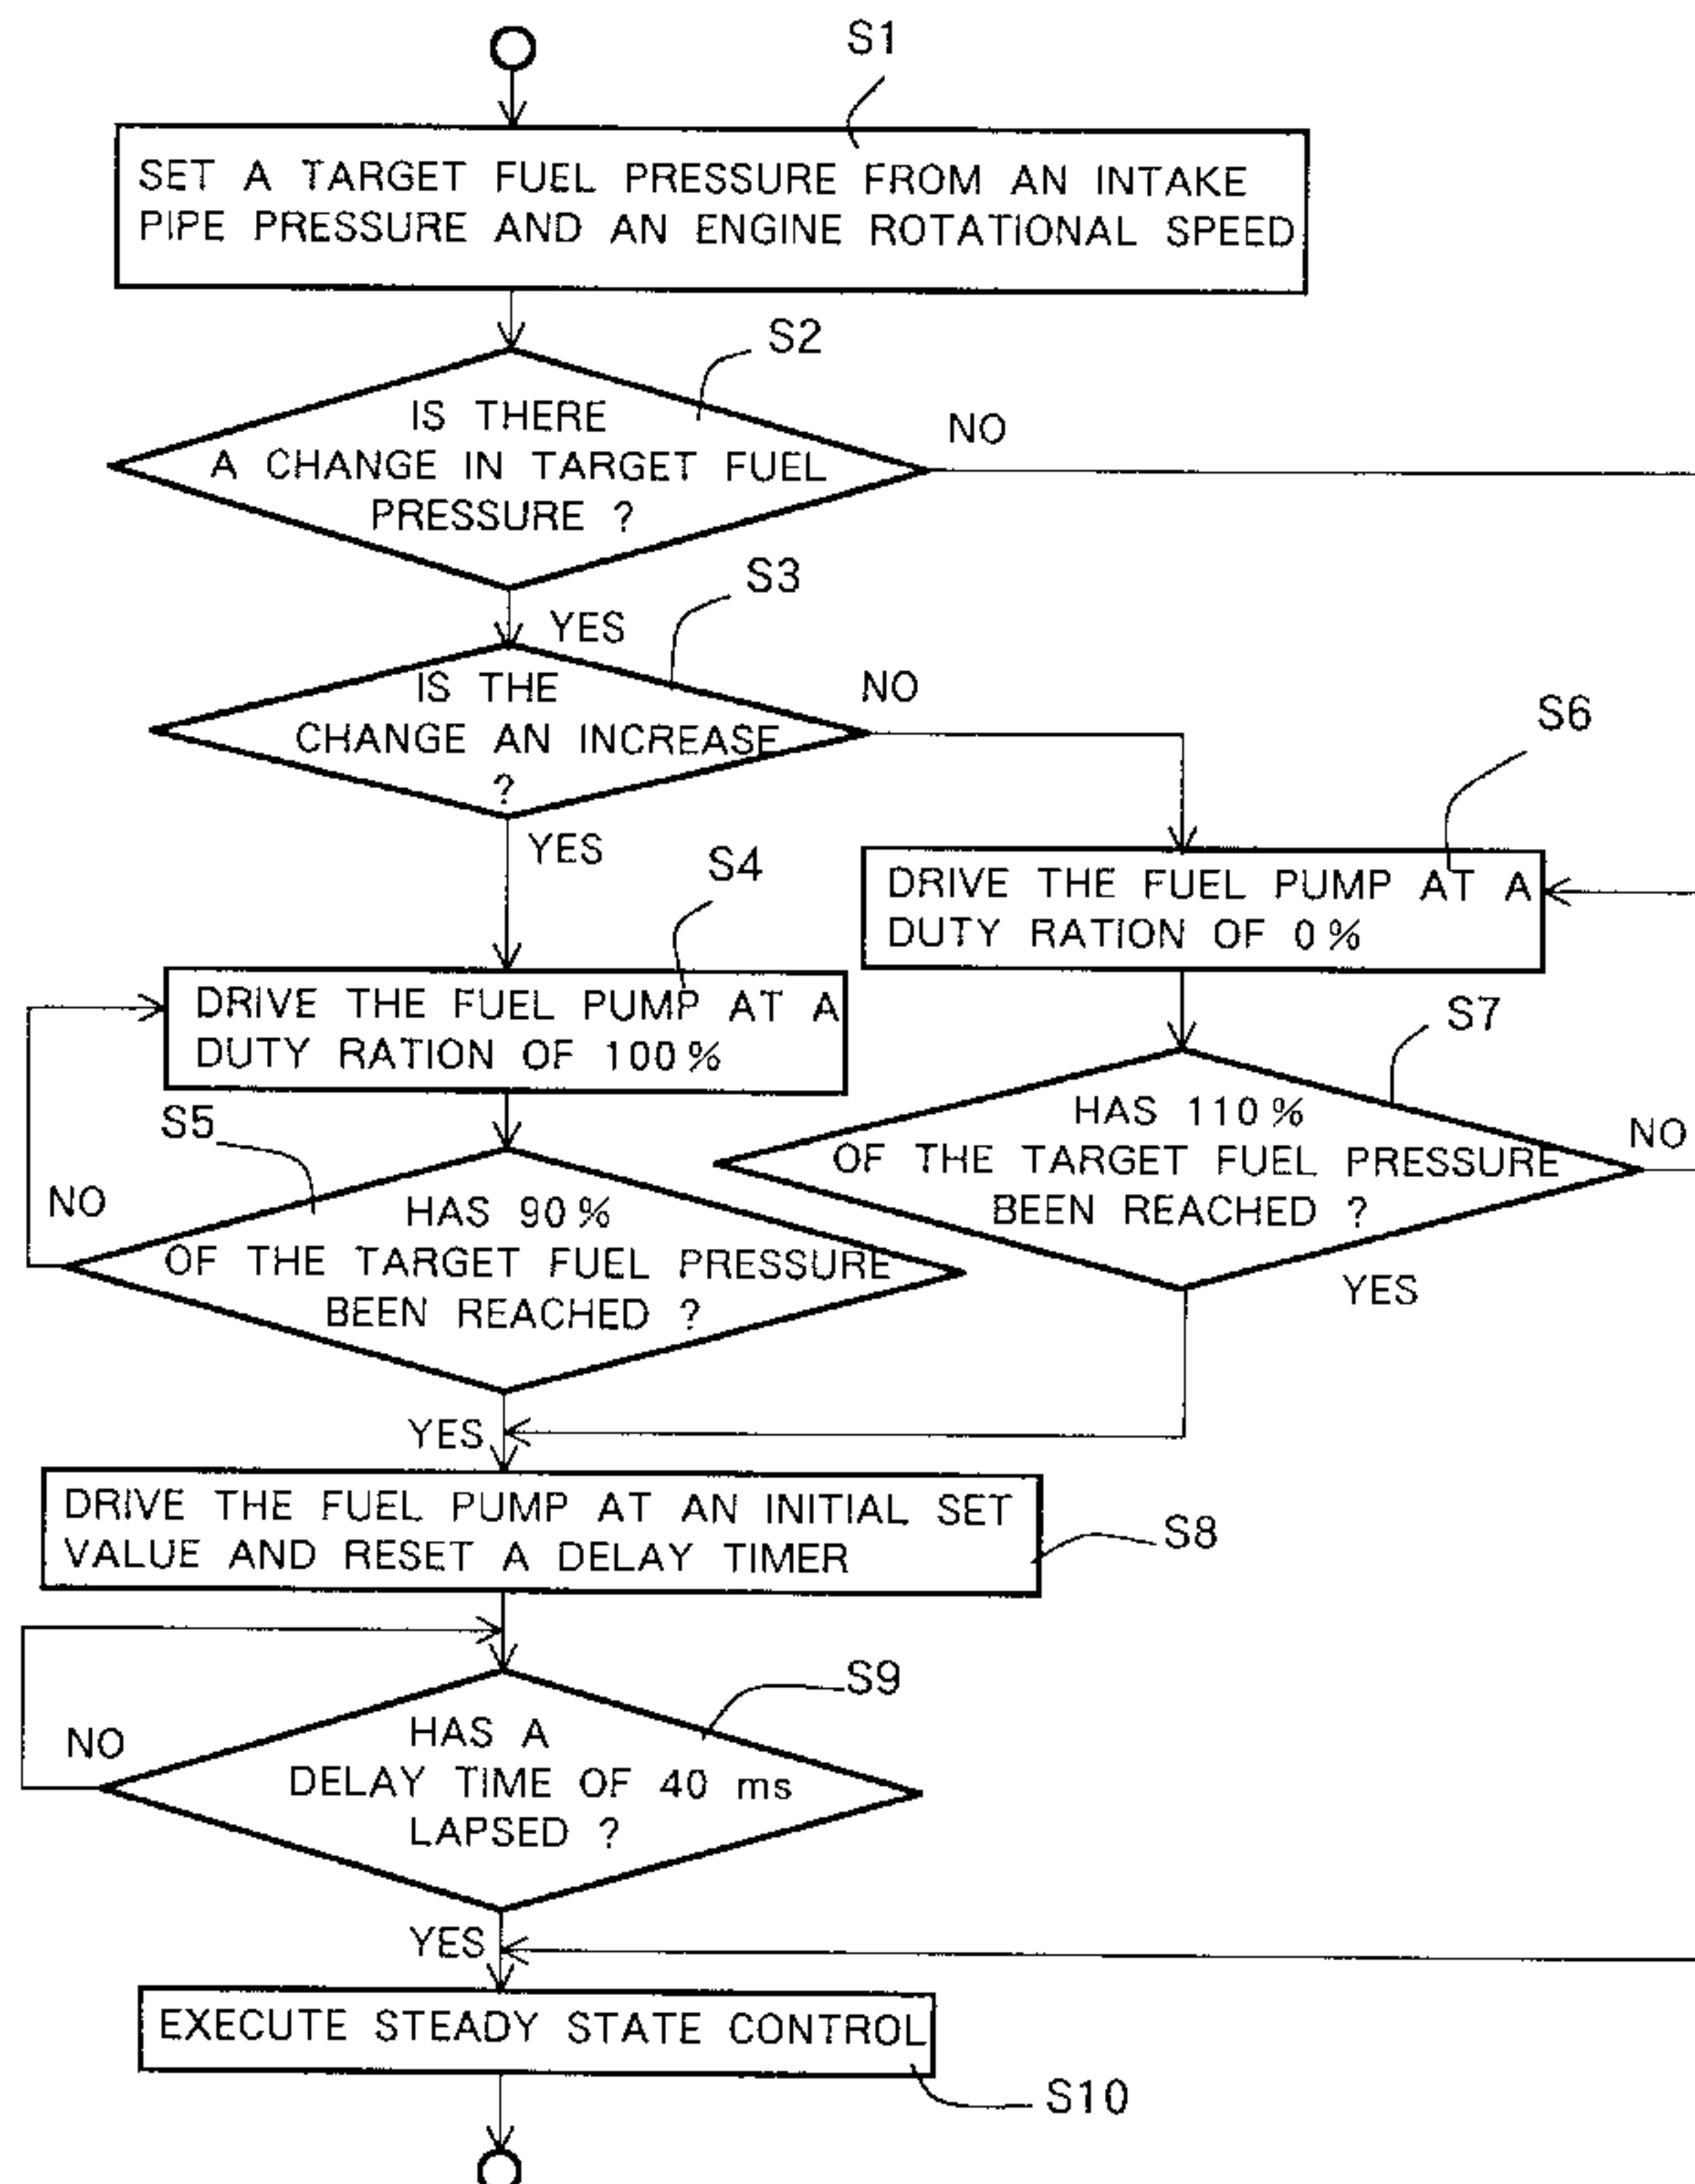 S1
SET A TARGET FUEL PRESSURE FROM AN INTAKE
PIPE PRESSURE AND AN ENGINE ROTATIONAL SPEED
S2
IS THERE
A CHANGE IN TARGET FUEL
PRESSURE ?
NO
YES
S3
IS THE
CHANGE AN INCREASE
?
NO
YES
S6
DRIVE THE FUEL PUMP AT A
DUTY RATION OF 0%
S4
DRIVE THE FUEL PUMP AT A
DUTY RATION OF 100%
S7
HAS 110%
OF THE TARGET FUEL PRESSURE
BEEN REACHED ?
NO
YES
S5
NO
HAS 90%
OF THE TARGET FUEL PRESSURE
BEEN REACHED ?
YES
DRIVE THE FUEL PUMP AT AN INITIAL SET
VALUE AND RESET A DELAY TIMER
S8
S9
NO
HAS A
DELAY TIME OF 40 ms
LAPSED ?
YES
EXECUTE STEADY STATE CONTROL
S10